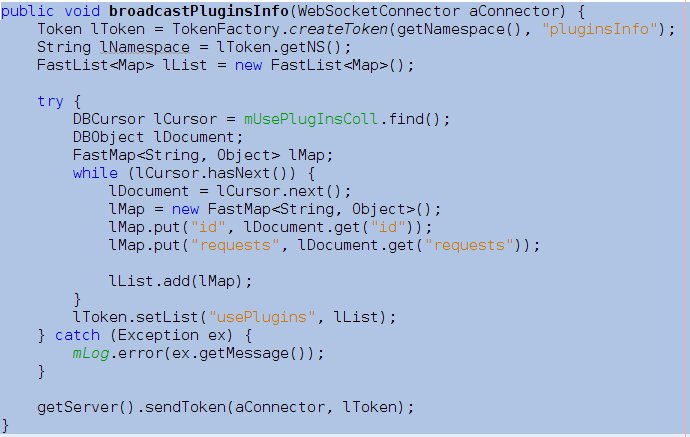 public void broadcastPluginsInfo(WebSocketConnector aConnector) {
    Token lToken = TokenFactory.createToken(getNamespace(), "pluginsInfo");
    String lNamespace = lToken.getNS();
    FastList<Map> lList = new FastList<Map>();

    try {
        DBCursor lCursor = mUsePlugInsColl.find();
        DBObject lDocument;
        FastMap<String, Object> lMap;
        while (lCursor.hasNext()) {
            lDocument = lCursor.next();
            lMap = new FastMap<String, Object>();
            lMap.put("id", lDocument.get("id"));
            lMap.put("requests", lDocument.get("requests"));

            lList.add(lMap);
        }
        lToken.setList("usePlugins", lList);
    } catch (Exception ex) {
        mLog.error(ex.getMessage());
    }

    getServer().sendToken(aConnector, lToken);
}